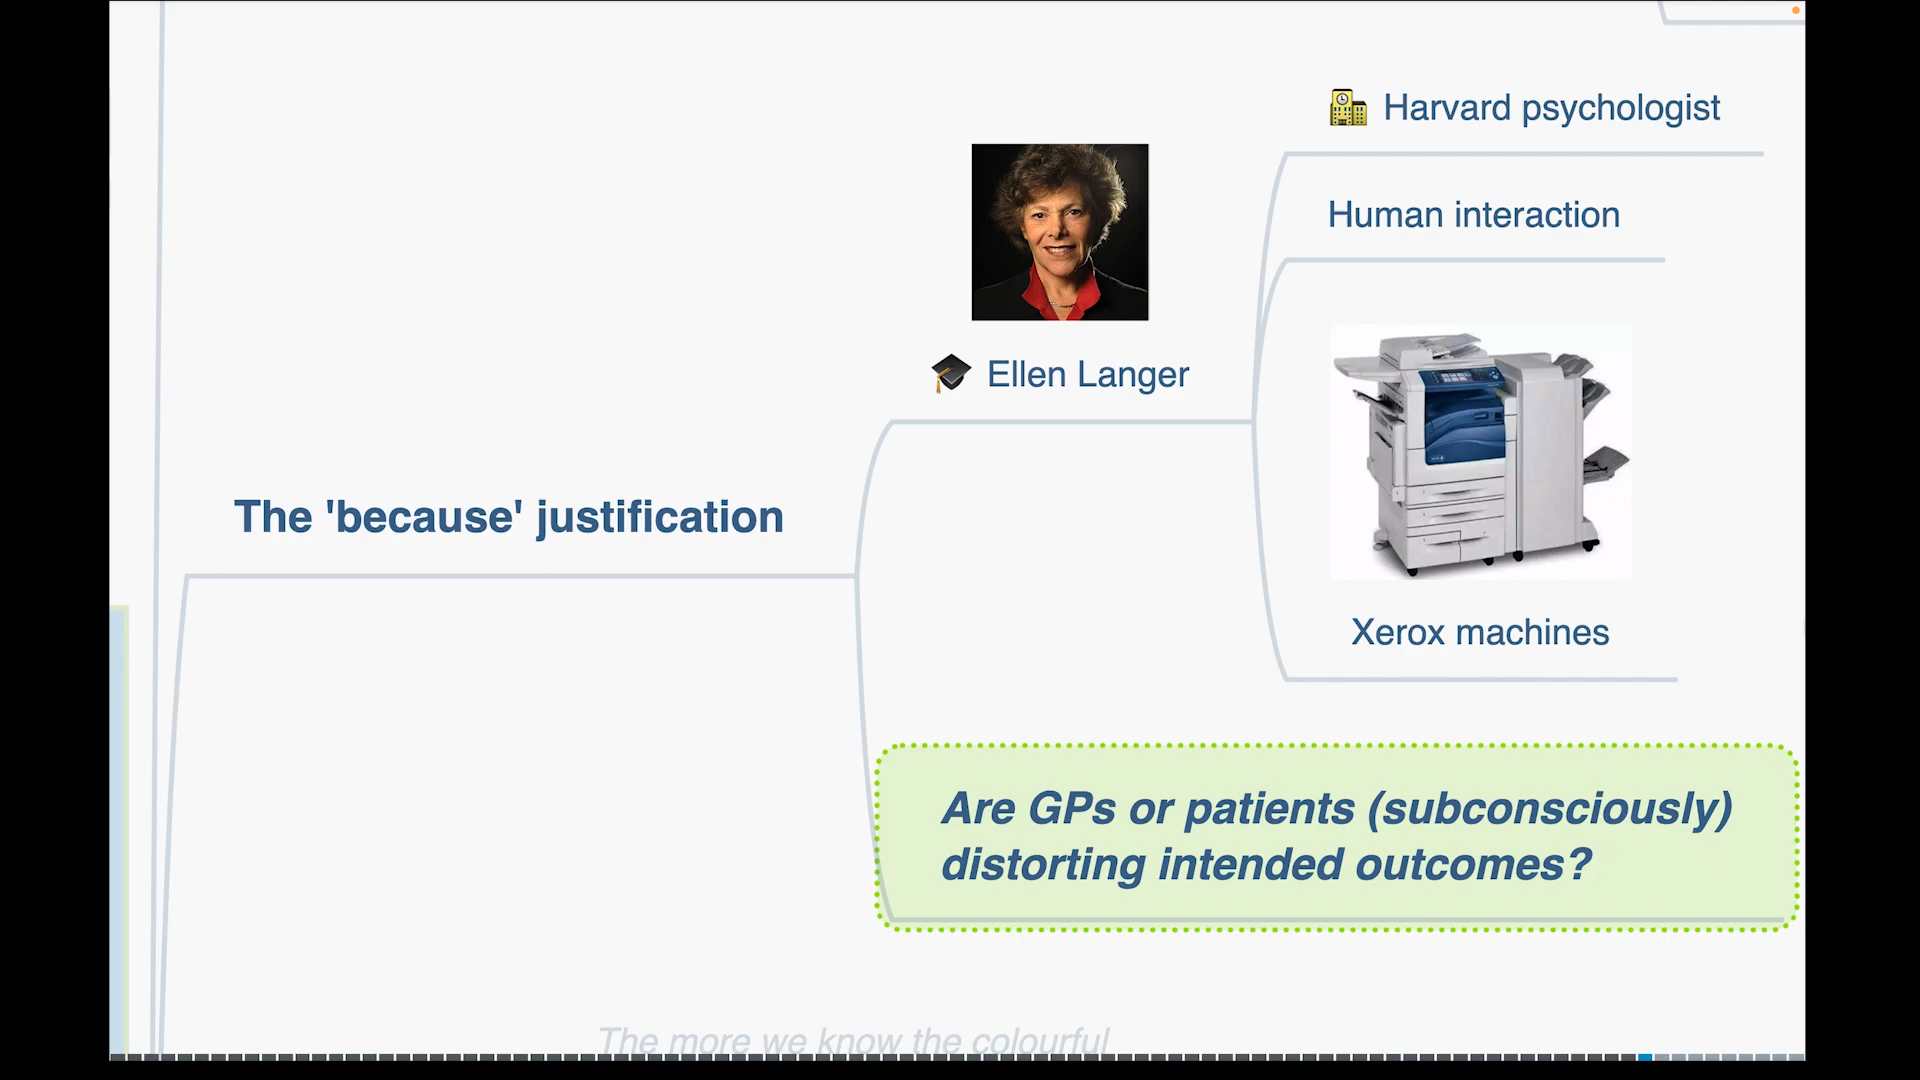 Harvard psychologist
Human interaction
Ellen Langer
The 'because' justification
Xerox machines
Are GPs or patients (subconsciously)
distorting intended outcomes?
The more we know the colourful